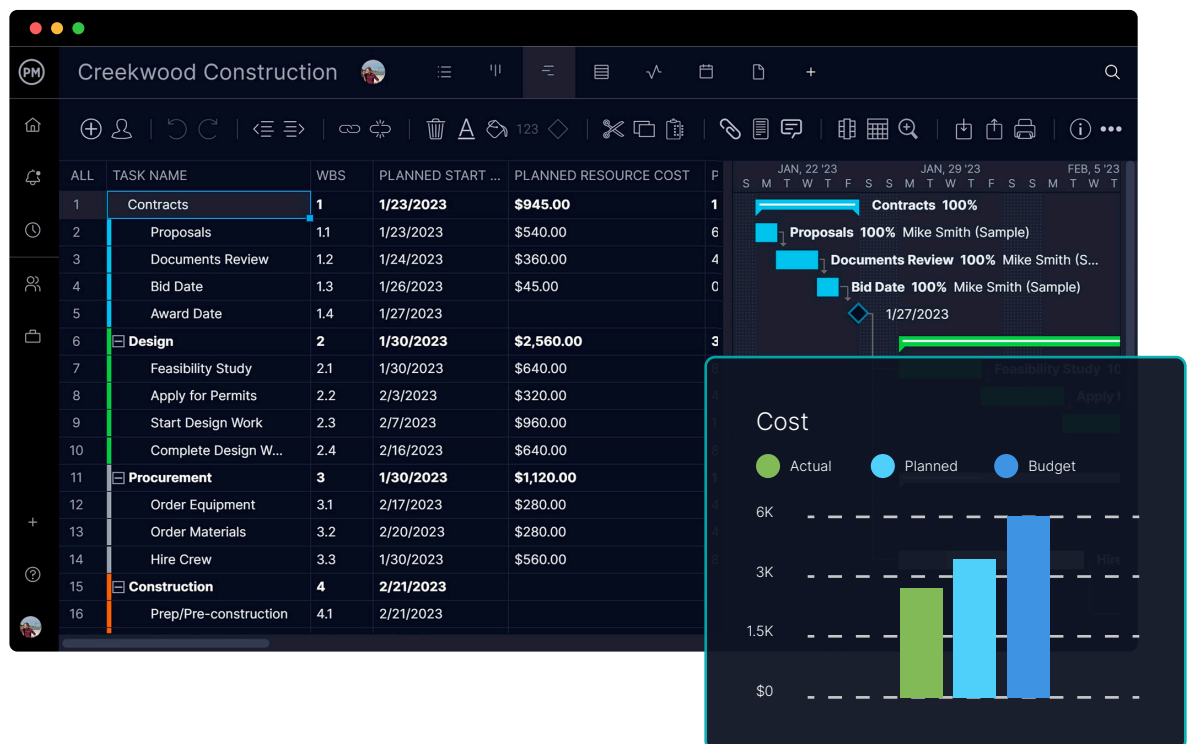 PM
Creekwood Construction
123
ALL TASK NAME WBS PLANNED START ... PLANNED RESOURCE COST P
JAN, 22 '23 JAN, 29 '23 FEB, 5 '23
S M T W T F S S M T W T F S S M T W T
1 Contracts 1 1/23/2023 $945.00 1 Contracts 100%
2 Proposals 1.1 1/23/2023 $540.00 6 Proposals 100% Mike Smith (Sample)
3 Documents Review 1.2 1/24/2023 $360.00 4 Documents Review 100% Mike Smith (S...
4 Bid Date 1.3 1/26/2023 $45.00 0 Bid Date 100% Mike Smith (Sample)
5 Award Date 1.4 1/27/2023 1/27/2023
6 Design 2 1/30/2023 $2,560.00 3
7 Feasibility Study 2.1 1/30/2023 $640.00 Feasibility Study 10
8 Apply for Permits 2.2 2/3/2023 $320.00 Apply
9 Start Design Work 2.3 2/7/2023 $960.00
10 Complete Design W... 2.4 2/16/2023 $640.00
11 Procurement 3 1/30/2023 $1,120.00
12 Order Equipment 3.1 2/17/2023 $280.00
13 Order Materials 3.2 2/20/2023 $280.00
14 Hire Crew 3.3 1/30/2023 $560.00 Hire
15 Construction 4 2/21/2023
16 Prep/Pre-construction 4.1 2/21/2023
Cost
Actual Planned Budget
6K
3K
1.5K
$0